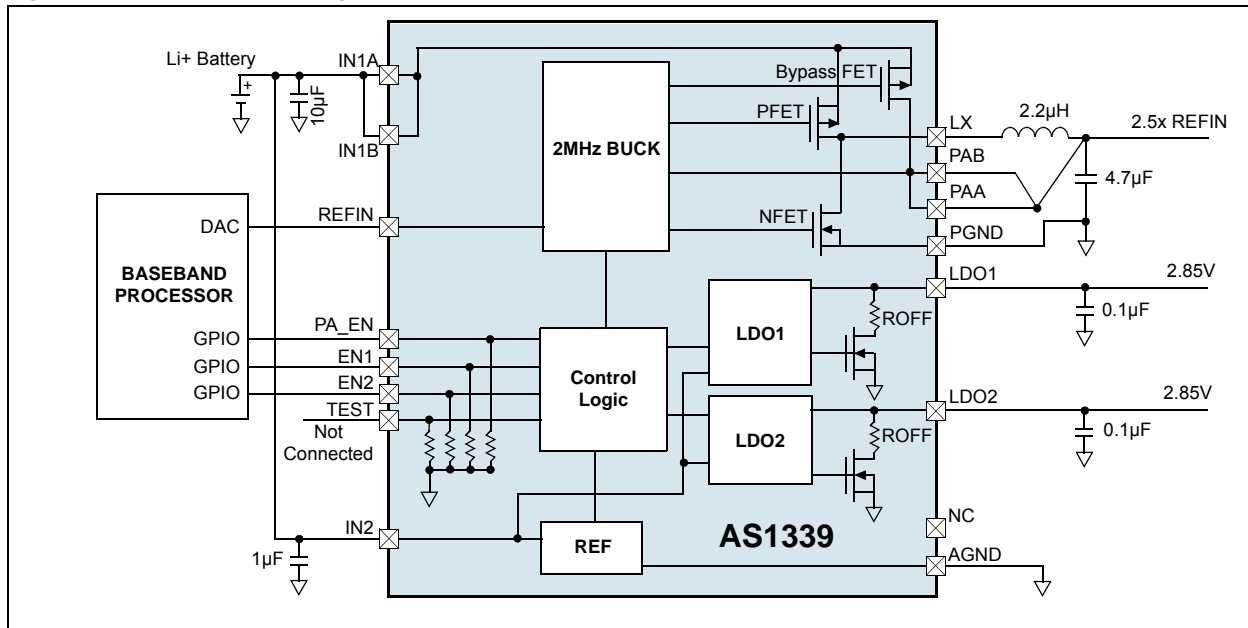 Li+ Battery
IN1A
+
10µF
IN1B
Bypass FET
PFET
2MHz BUCK
LX
2.2µH
2.5x REFIN
PAB
4.7µF
PAA
DAC
REFIN
NFET
PGND
BASEBAND
PROCESSOR
LDO1
2.85V
ROFF
0.1µF
LDO1
GPIO
PA_EN
GPIO
EN1
GPIO
EN2
TEST
Not
Connected
Control
Logic
LDO2
2.85V
ROFF
0.1µF
LDO2
IN2
1µF
REF
AS1339
NC
AGND